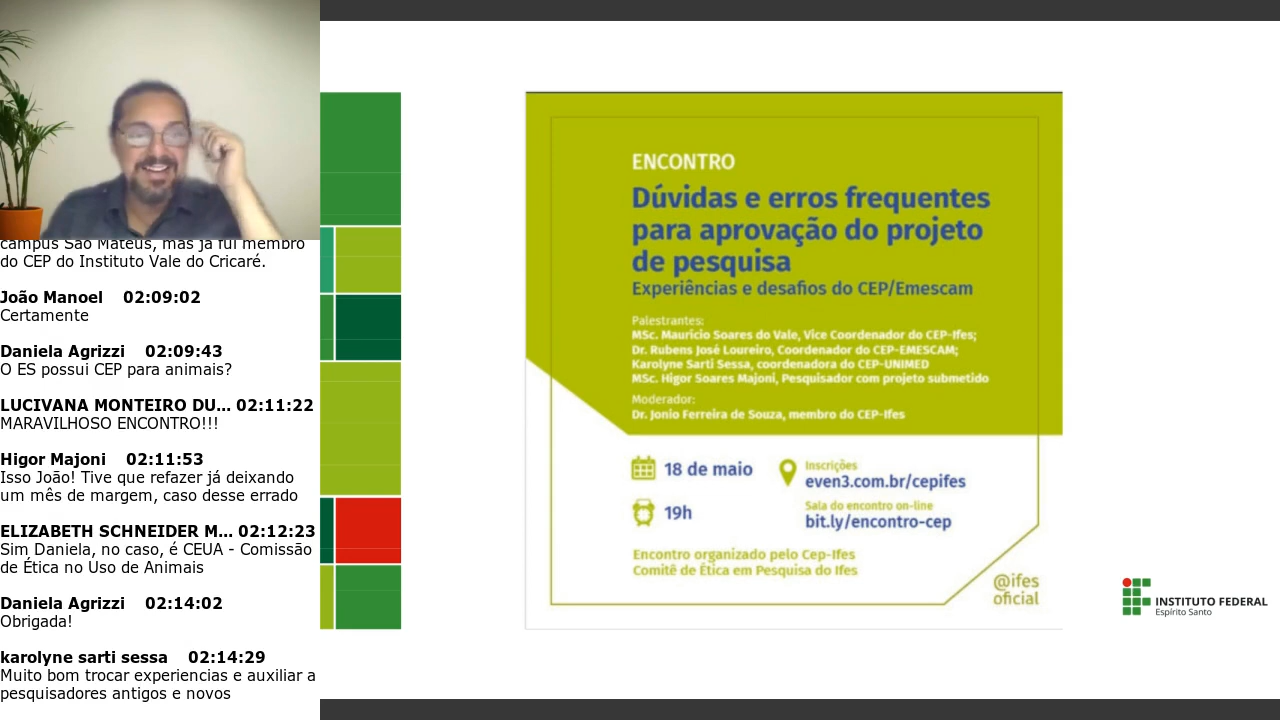 campus São Mateus, mas já fui membro
do CEP do Instituto Vale do Cricaré.
João Manoel 02:09:02
Certamente
Daniela Agrizzi 02:09:43
O ES possui CEP para animais?
LUCIVANA MONTEIRO DU... 02:11:22
MARAVILHOSO ENCONTRO!!!
Higor Majoni 02:11:53
Isso João! Tive que refazer já deixando
um mês de margem, caso desse errado
ELIZABETH SCHNEIDER M... 02:12:23
Sim Daniela, no caso, é CEUA - Comissão
de Ética no Uso de Animais
Daniela Agrizzi 02:14:02
Obrigada!
karolyne sarti sessa 02:14:29
Muito bom trocar experiencias e auxiliar a
pesquisadores antigos e novos
ENCONTRO
Dúvidas e erros frequentes
para aprovação do projeto
de pesquisa
Experiências e desafios do CEP/Emescam
Palestrantes:
MSc. Maurício Soares do Vale, Vice Coordenador do CEP-Ifes;
Dr. Rubens José Loureiro, Coordenador do CEP-EMESCAM;
Karolyne Sarti Sessa, coordenadora do CEP-UNIMED
MSc. Higor Soares Majoni, Pesquisador com projeto submetido
Moderador:
Dr. Jonio Ferreira de Souza, membro do CEP-Ifes
18 de maio
Inscrições
even3.com.br/cepifes
19h
Sala do encontro on-line
bit.ly/encontro-cep
Encontro organizado pelo Cep-Ifes
Comitê de Ética em Pesquisa do Ifes
@ifes
oficial
INSTITUTO FEDERAL
Espírito Santo